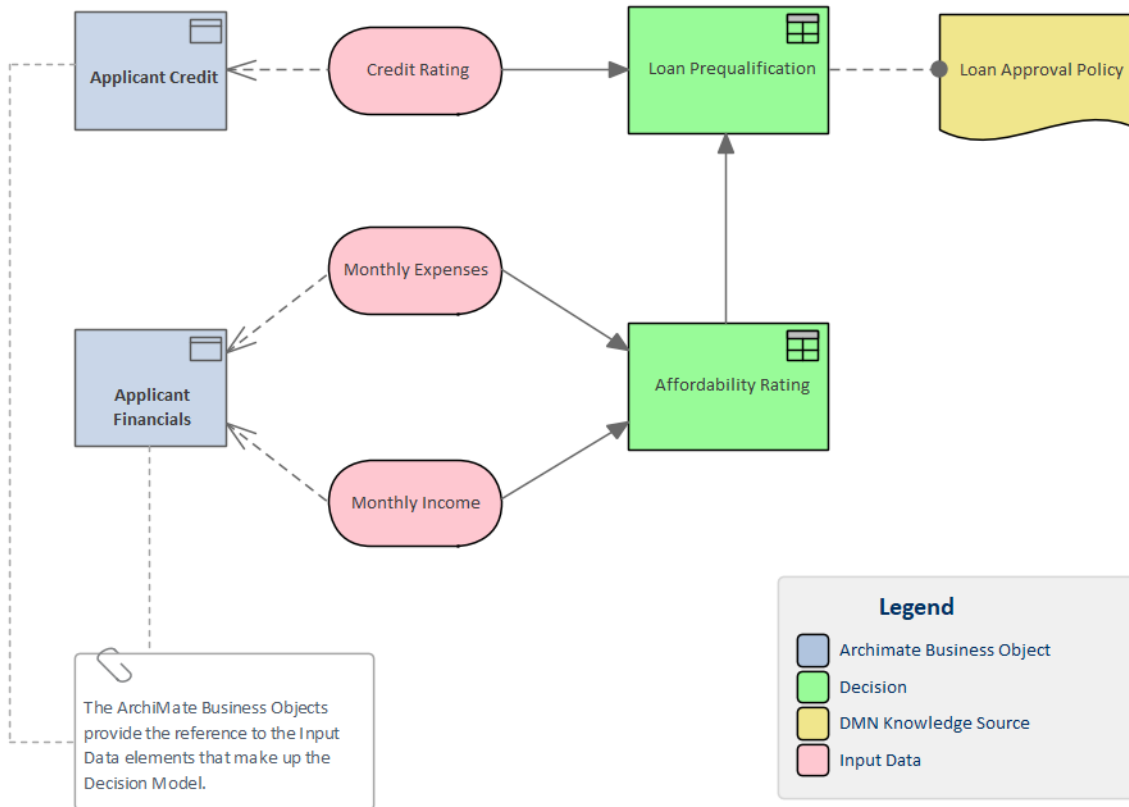 Applicant Credit
Credit Rating
Loan Prequalification
Loan Approval Policy
Monthly Expenses
Applicant
Financials
Affordability Rating
Monthly Income
The ArchiMate Business Objects
provide the reference to the Input
Data elements that make up the
Decision Model.
Legend
Archimate Business Object
Decision
DMN Knowledge Source
Input Data